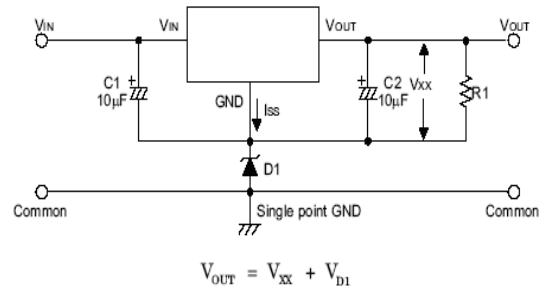 VIN
VIN
VOUT
VOUT
C1
10µF
+
GND
ISS
+
C2
10µF
VXX
R1
D1
Common
Single point GND
Common
VOUT = VXX + VD1